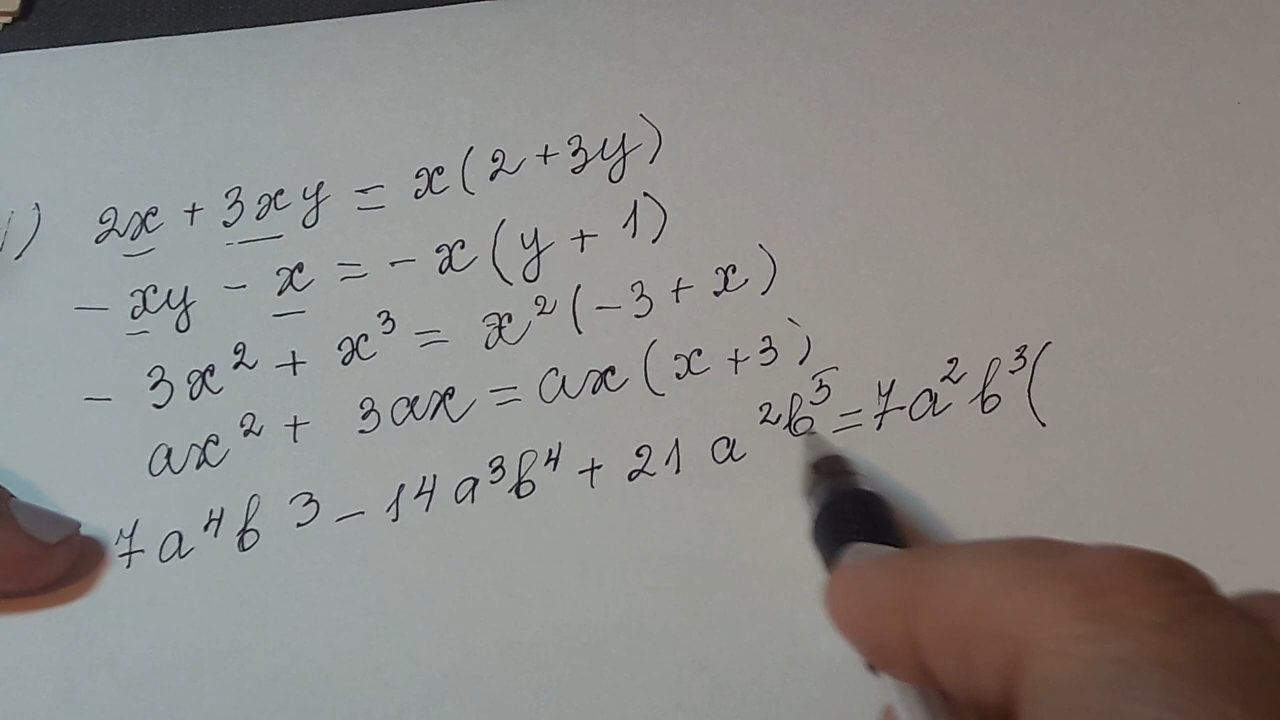 1) 2x + 3xy = x(2 + 3y)
- xy - x = - x(y + 1)
- 3x² + x³ = x²(-3 + x)
ax² + 3ax = ax(x + 3)
7a⁴b³ - 14a³b⁴ + 21a²b⁵ = 7a²b³(